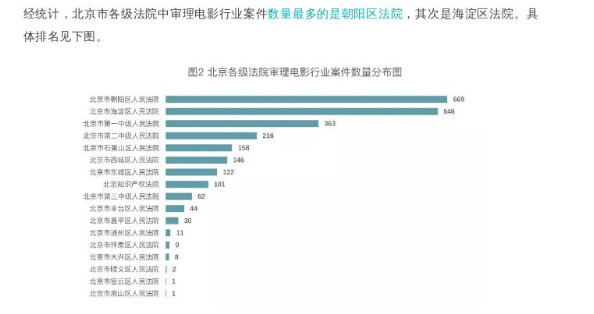 经统计，北京市各级法院中审理电影行业案件数量最多的是朝阳区法院，其次是海淀区法院。具
体排名见下图。
图2 北京各级法院审理电影行业案件数量分布图
北京市朝阳区人民法院 669
北京市海淀区人民法院 646
北京市第一中级人民法院 363
北京市第二中级人民法院 216
北京市石景山区人民法院 158
北京市西城区人民法院 146
北京市东城区人民法院 122
北京知识产权法院 101
北京市第三中级人民法院 62
北京市丰台区人民法院 44
北京市昌平区人民法院 30
北京市通州区人民法院 11
北京市怀柔区人民法院 9
北京市大兴区人民法院 8
北京市顺义区人民法院 2
北京市密云区人民法院 1
北京市房山区人民法院 1